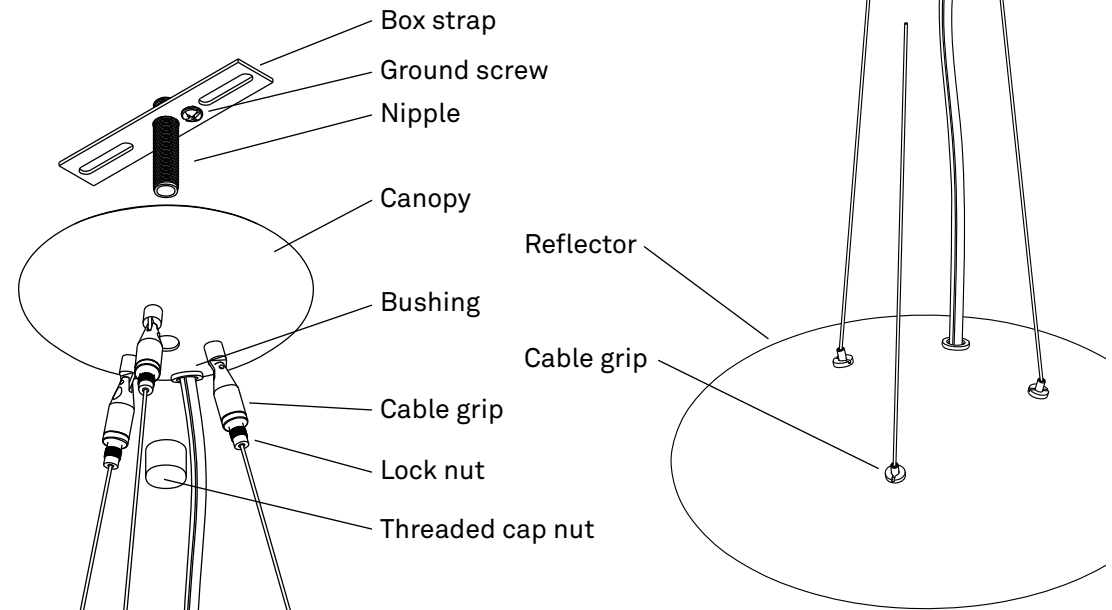 Box strap
Ground screw
Nipple
Canopy
Bushing
Cable grip
Lock nut
Threaded cap nut
Reflector
Cable grip